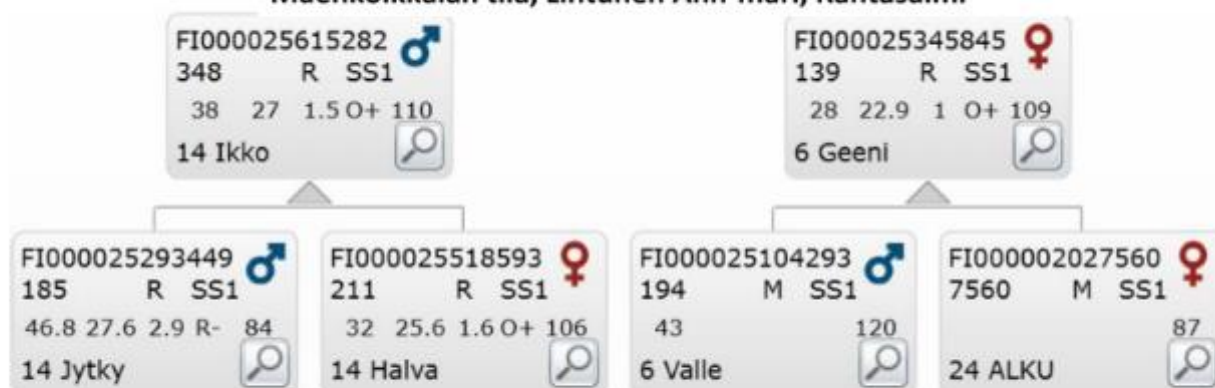 FI000025615282
348 R SS1
38 27 1.5 O+ 110
14 Ikko
FI000025345845
139 R SS1
28 22.9 1 O+ 109
6 Geeni
FI000025293449
185 R SS1
46.8 27.6 2.9 R- 84
14 Jytky
FI000025518593
211 R SS1
32 25.6 1.6 O+ 106
14 Halva
FI000025104293
194 M SS1
43 120
6 Valle
FI000002027560
7560 M SS1
87
24 ALKU